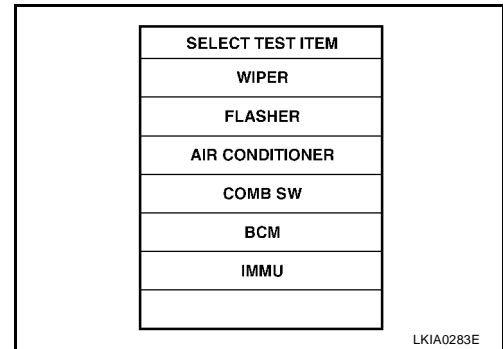 SELECT TEST ITEM
WIPER
FLASHER
AIR CONDITIONER
COMB SW
BCM
IMMU
LKIA0283E